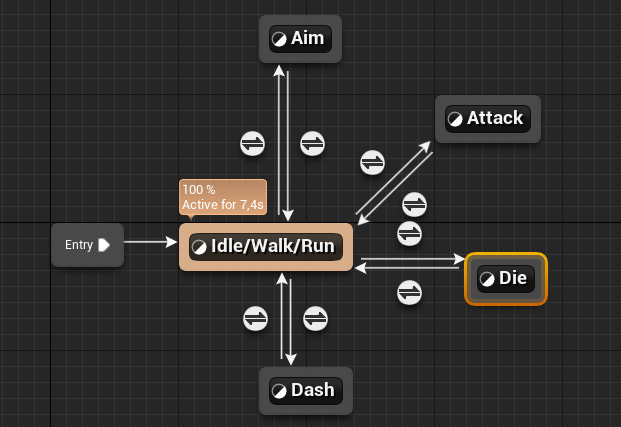 Aim
Attack
100 %
Active for 7,4s
Entry
Idle/Walk/Run
Die
Dash